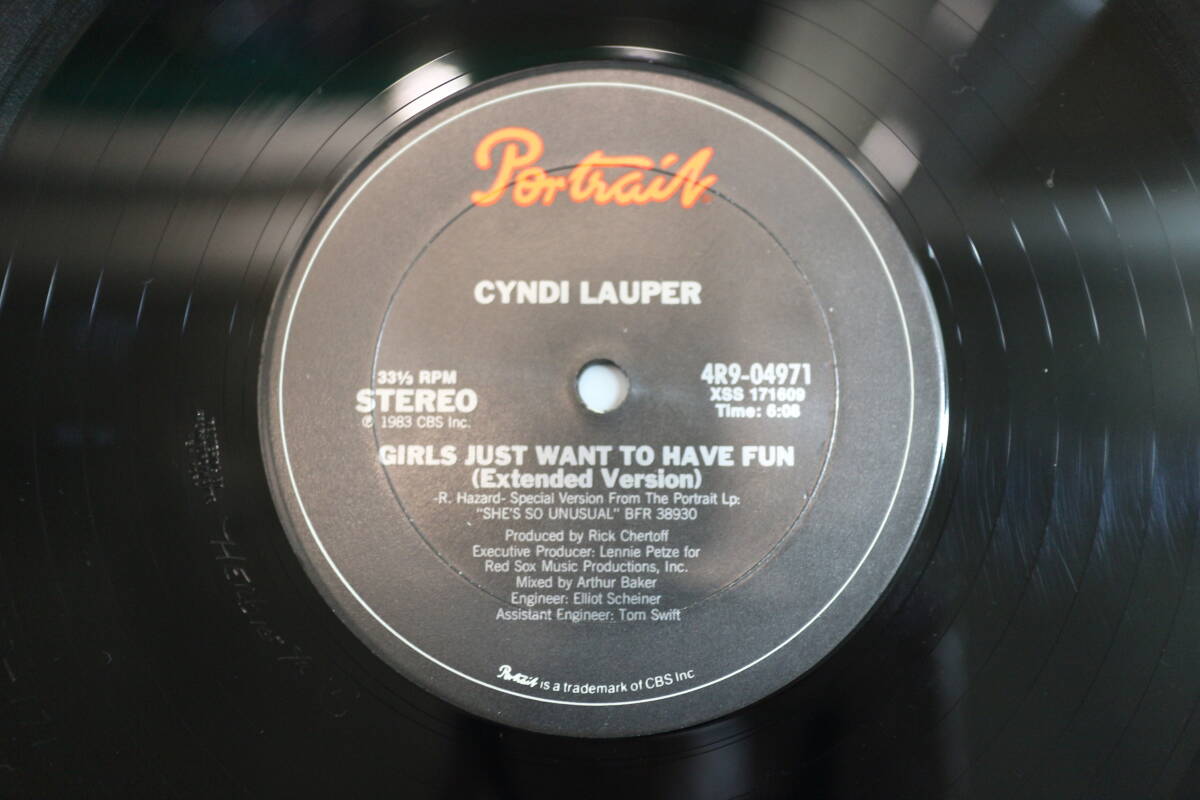 Portrait
CYNDI LAUPER
33⅓ RPM
STEREO
℗ 1983 CBS Inc.
4R9-04971
XSS 171609
Time: 6:08
GIRLS JUST WANT TO HAVE FUN
(Extended Version)
-R. Hazard- Special Version From The Portrait Lp:
"SHE'S SO UNUSUAL" BFR 38930
Produced by Rick Chertoff
Executive Producer: Lennie Petze for
Red Sox Music Productions, Inc.
Mixed by Arthur Baker
Engineer: Elliot Scheiner
Assistant Engineer: Tom Swift
Portrait is a trademark of CBS Inc